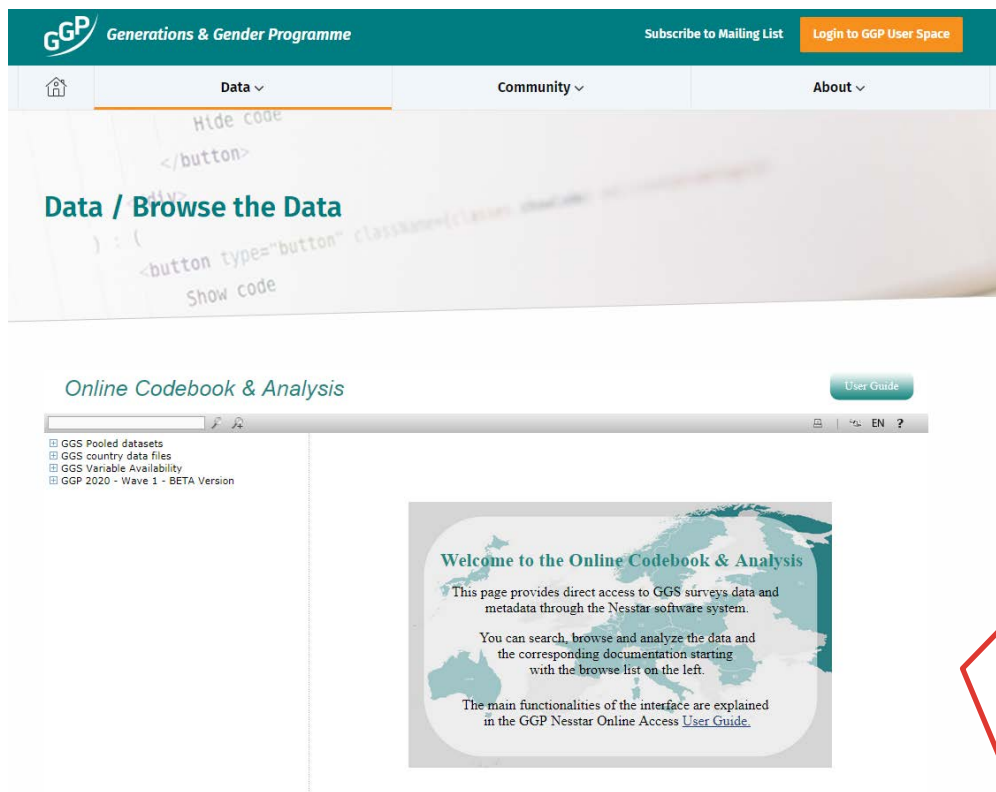 GGP Generations & Gender Programme Subscribe to Mailing List Login to GGP User Space
Data Community About
Hide code
</button>
<div>
Data / Browse the Data
) : (
<button type="button"
Show code
Online Codebook & Analysis User Guide
EN ?
GGS Pooled datasets
GGS country data files
GGS Variable Availability
GGP 2020 - Wave 1 - BETA Version
Welcome to the Online Codebook & Analysis
This page provides direct access to GGS surveys data and
metadata through the Nesstar software system.
You can search, browse and analyze the data and
the corresponding documentation starting
with the browse list on the left.
The main functionalities of the interface are explained
in the GGP Nesstar Online Access User Guide.